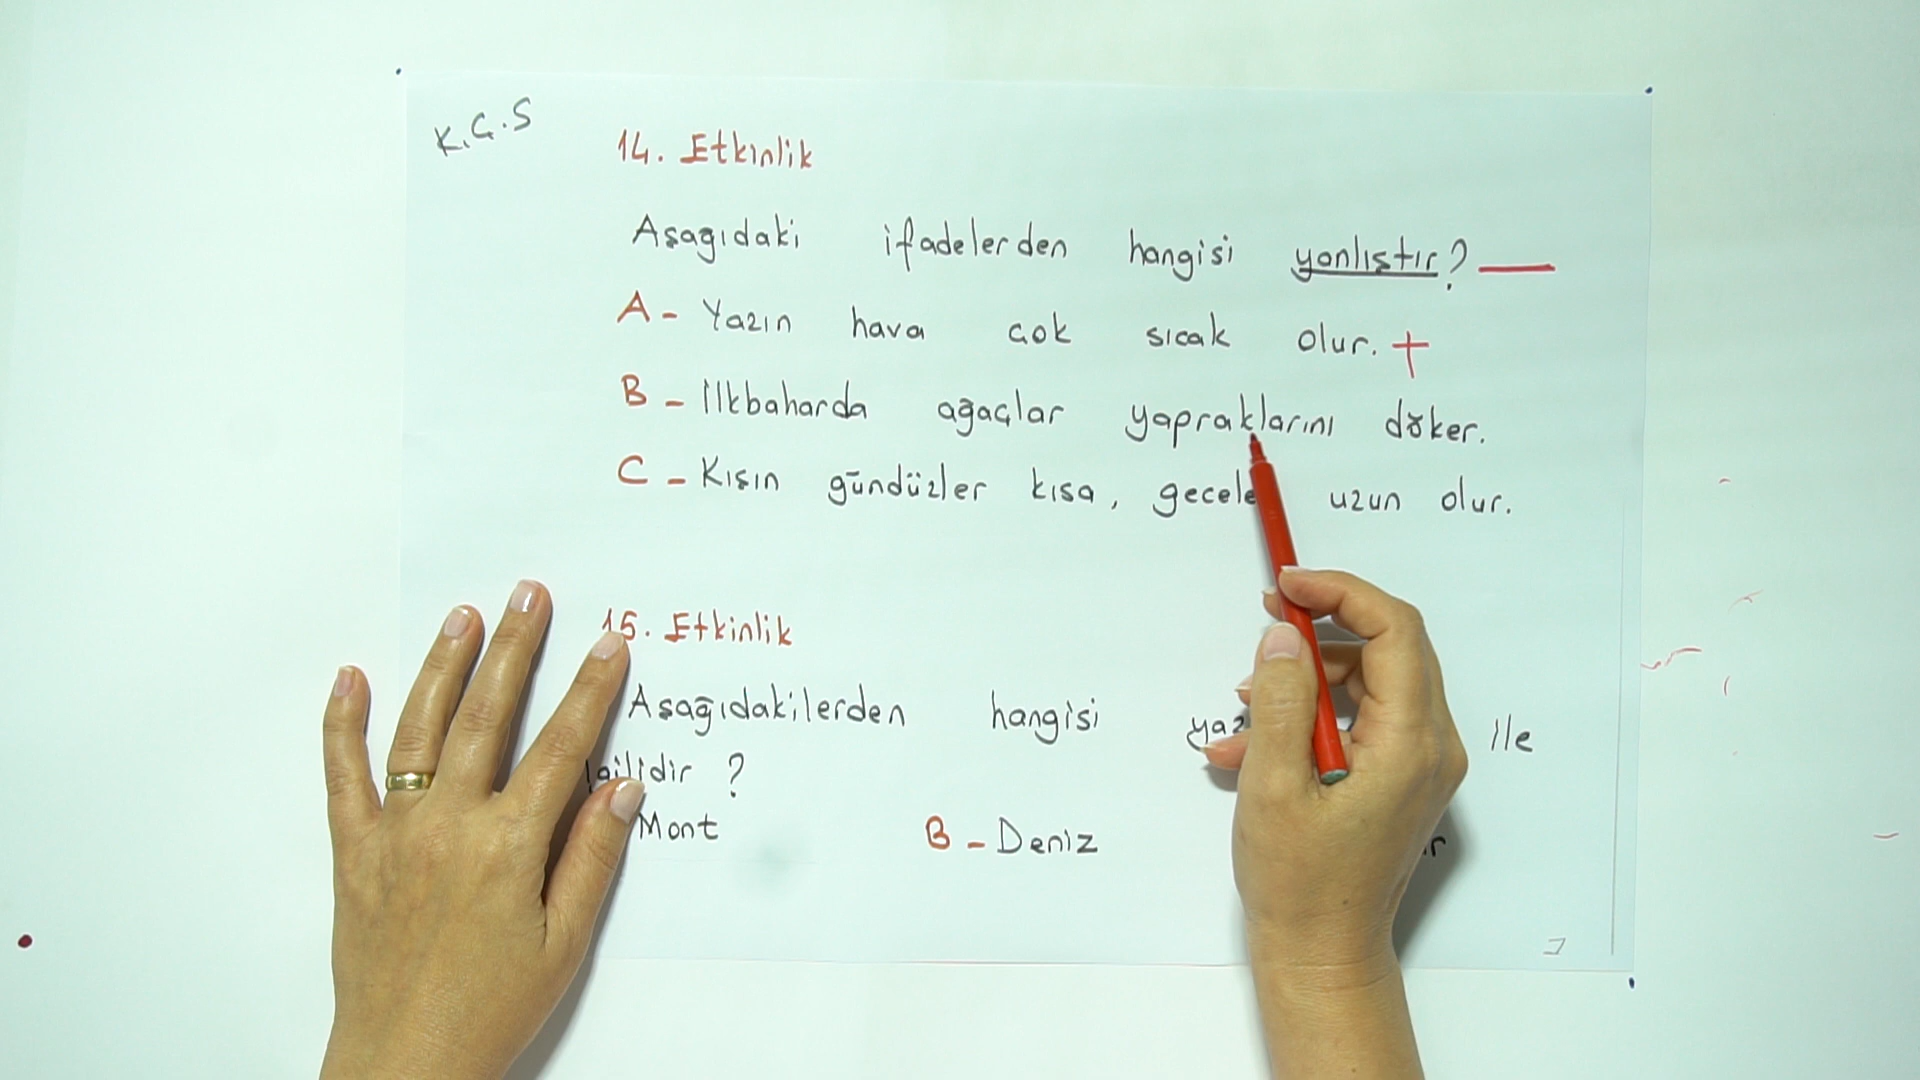 K.G.S
14. Etkinlik
Aşağıdaki ifadelerden hangisi yanlıştır?
A - Yazın hava çok sıcak olur. +
B - İlkbaharda ağaçlar yapraklarını döker.
C - Kışın gündüzler kısa, gecele uzun olur.
15. Etkinlik
Aşağıdakilerden hangisi ile
lgilidir ?
Mont B - Deniz